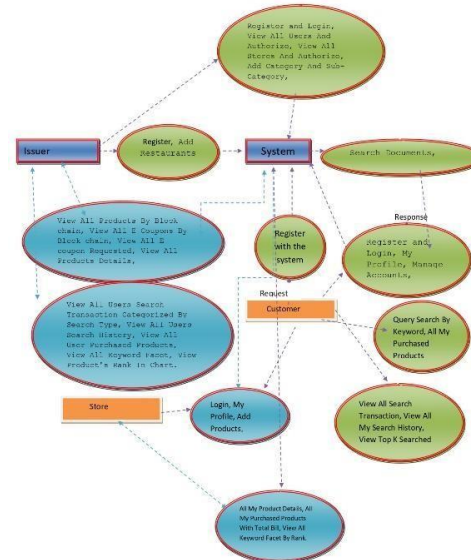 Register and Login,
View All Users And
Authorize, View All
Stores And Authorize,
Add Category And Sub-
Category,
Issuer
Register, Add
Restaurants
System
Search Documents,
Response
View All Products By Block
chain, View All E Coupons By
Block chain, View All E
coupon Requested, View All
Products Details,
Register
with the
system
Register and
Login, My
Profile, Manage
Accounts,
Request
Customer
View All Users Search
Transaction Categorized By
Search Type, View All Users
Search History, View All
User Purchased Products,
View All Keyword Facet, View
Product's Rank In Chart.
Query Search By
Keyword, All My
Purchased
Products
Store
Login, My
Profile, Add
Products,
View All Search
Transaction, View All
My Search History,
View Top K Searched
All My Product Details, All
My Purchased Products
With Total Bill, View All
Keyword Facet By Rank.